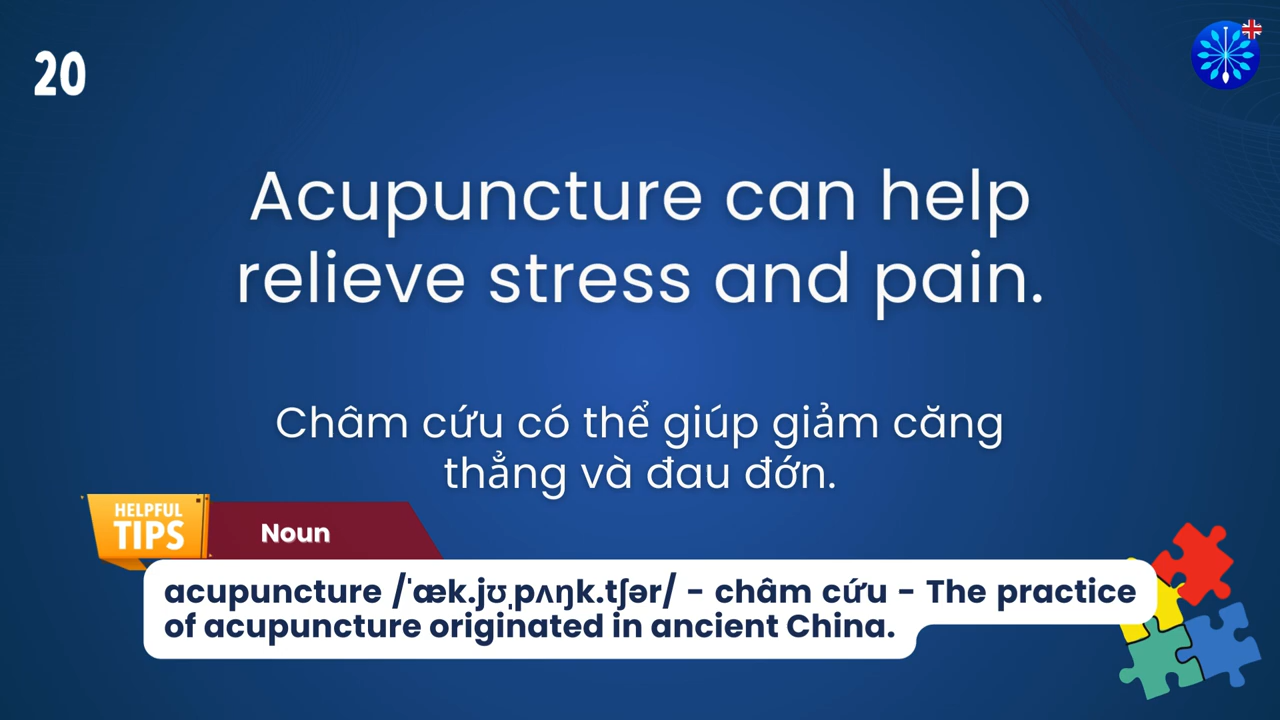 20
Acupuncture can help
relieve stress and pain.
Châm cứu có thể giúp giảm căng
thẳng và đau đớn.
HELPFUL
TIPS
Noun
acupuncture /ˈæk.jʊˌpʌŋk.tʃər/ - châm cứu - The practice
of acupuncture originated in ancient China.